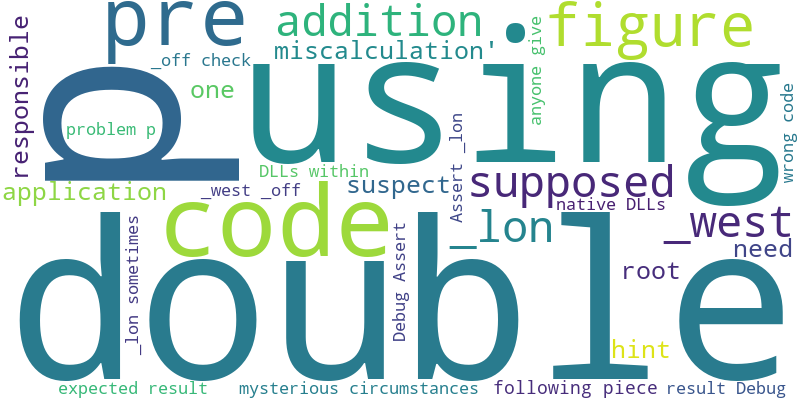 pre
addition
figure
responsible
_off check
miscalculation'
anyone give
using
one
p
problem p
wrong code
DLLs within
application
_west _off
suspect
Assert _lon
supposed
native DLLs
code
_lon
_west
need
double
_lon sometimes
Debug Assert
root
hint
expected result
mysterious circumstances
following piece
result Debug